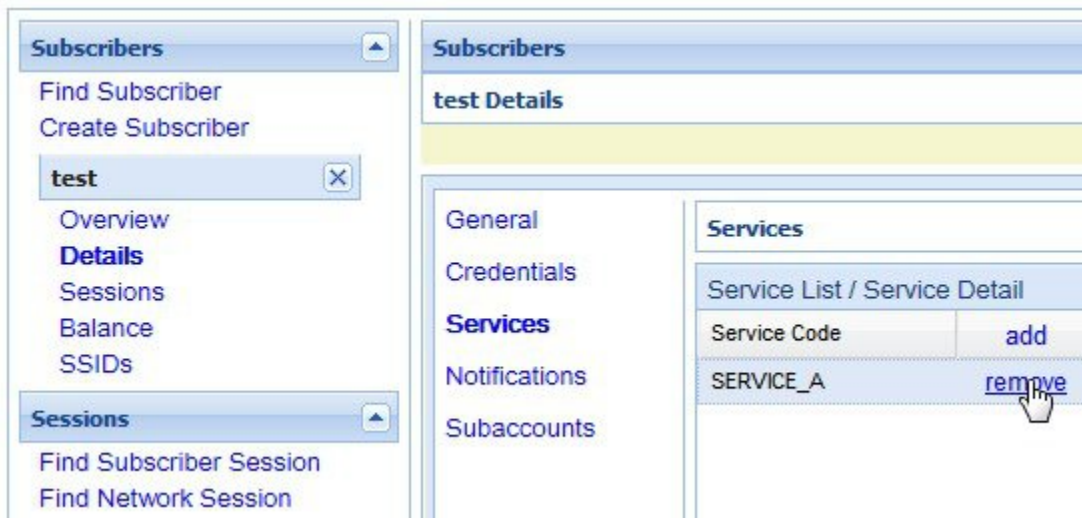 Subscribers
Find Subscriber
Create Subscriber
test
Overview
Details
Sessions
Balance
SSIDs
Sessions
Find Subscriber Session
Find Network Session
Subscribers
test Details
General
Credentials
Services
Notifications
Subaccounts
Services
Service List / Service Detail
Service Code add
SERVICE_A remove